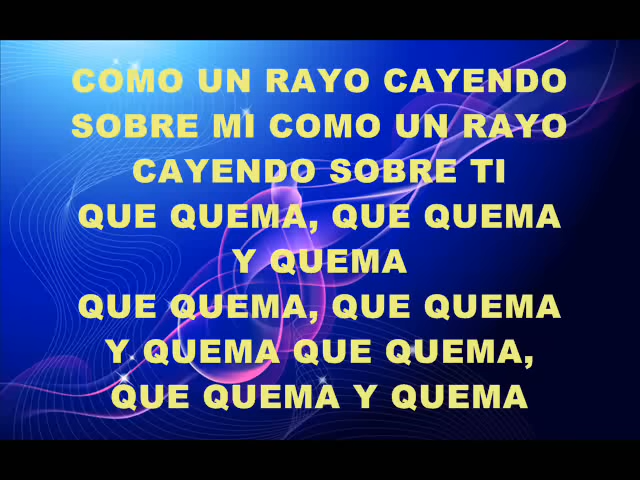 COMO UN RAYO CAYENDO
SOBRE MI COMO UN RAYO
CAYENDO SOBRE TI
QUE QUEMA, QUE QUEMA
Y QUEMA
QUE QUEMA, QUE QUEMA
Y QUEMA QUE QUEMA,
QUE QUEMA Y QUEMA